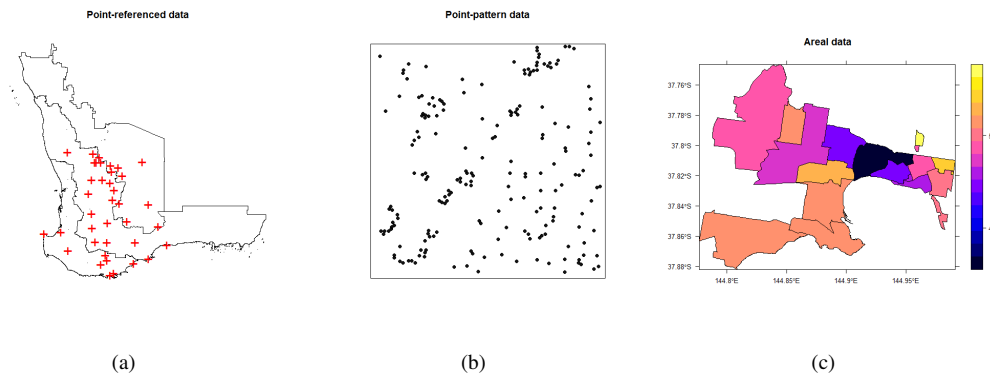 Point-referenced data
Point-pattern data
Areal data
37.76°S
37.78°S
37.8°S
37.82°S
37.84°S
37.86°S
37.88°S
144.8°E
144.85°E
144.9°E
144.95°E
(a)
(b)
(c)